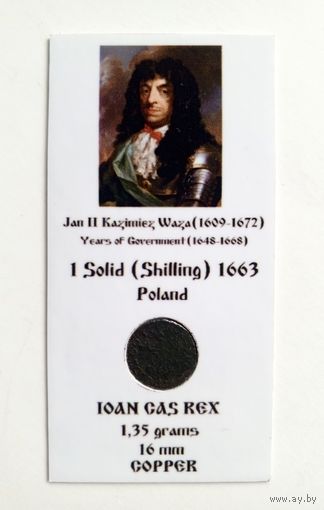 Jan II Kazimiez Waza (1609-1672)
Years of Government (1648-1668)
1 Solid (Shilling) 1663
Poland
IOAN CAS REX
1,35 grams
16 mm
COPPER
www.ay.by